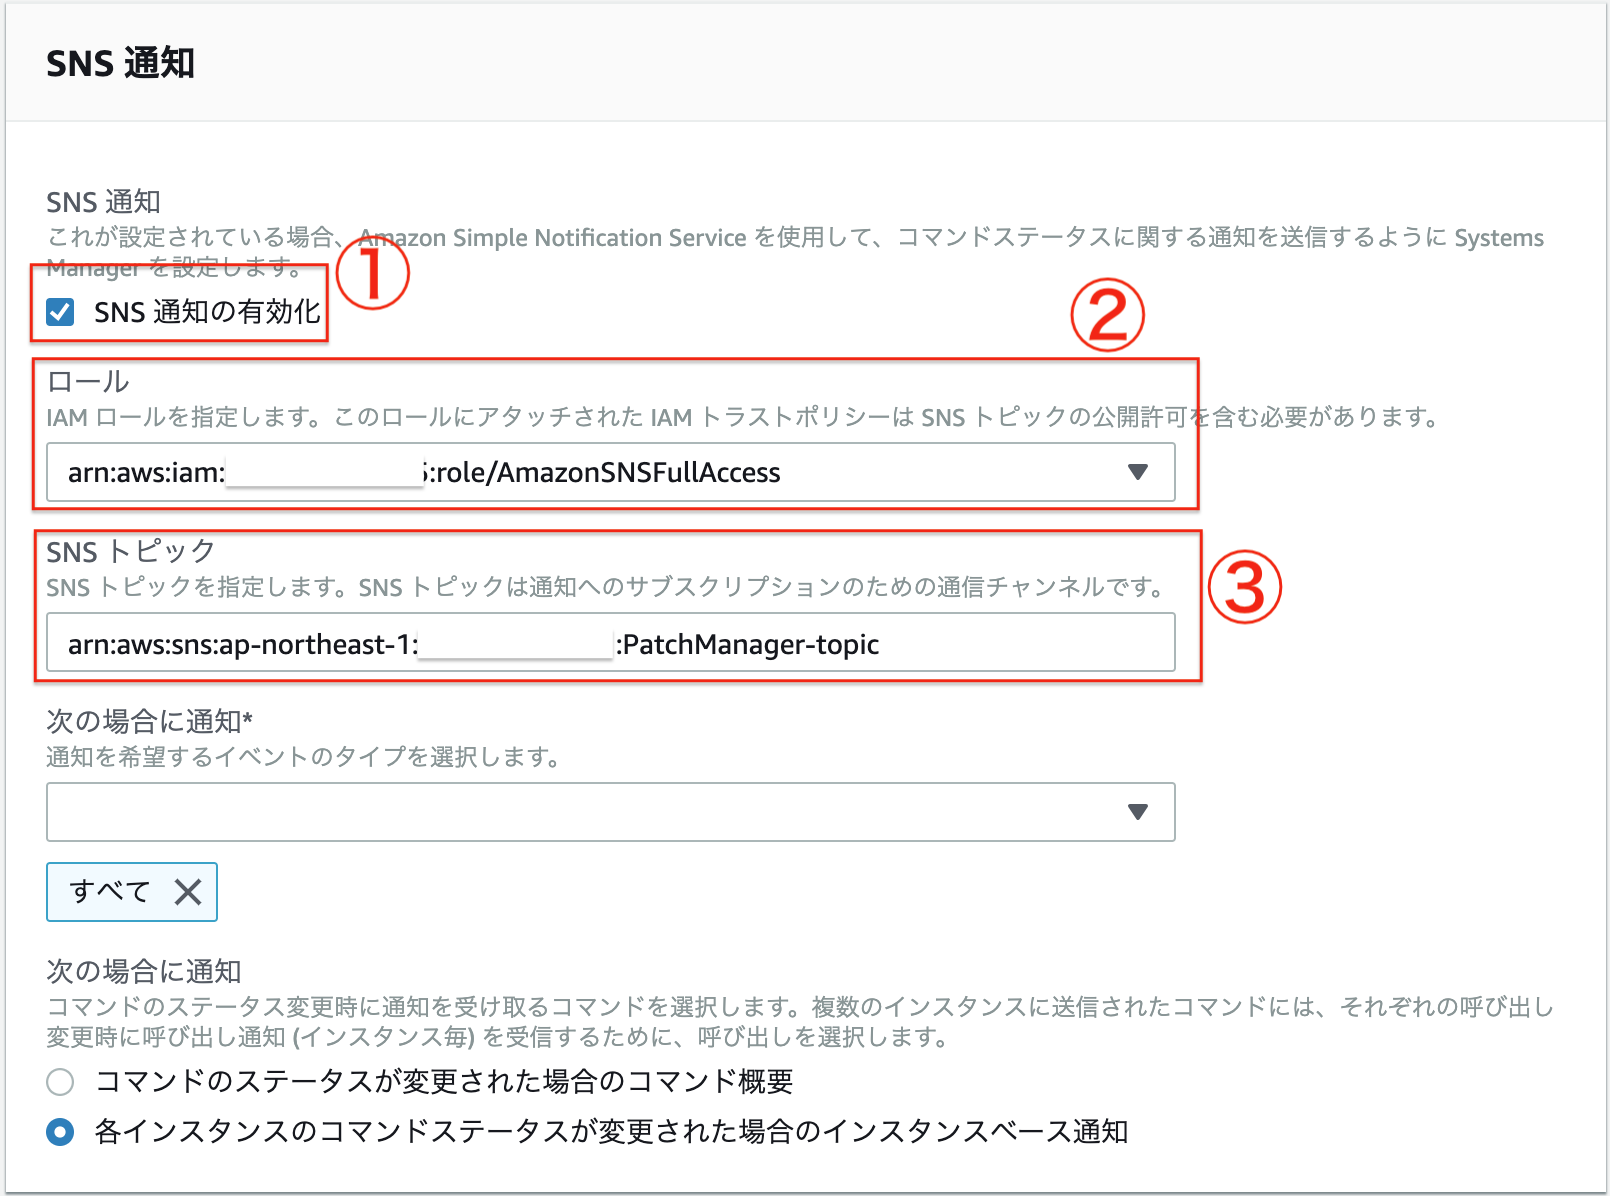 SNS 通知
SNS 通知
これが設定されている場合、Amazon Simple Notification Service を使用して、コマンドステータスに関する通知を送信するように Systems
Manager を設定します。
①
SNS 通知の有効化
②
ロール
IAM ロールを指定します。このロールにアタッチされた IAM トラストポリシーは SNS トピックの公開許可を含む必要があります。
arn:aws:iam: :role/AmazonSNSFullAccess
SNS トピック
SNS トピックを指定します。SNS トピックは通知へのサブスクリプションのための通信チャンネルです。
③
arn:aws:sns:ap-northeast-1: :PatchManager-topic
次の場合に通知*
通知を希望するイベントのタイプを選択します。
すべて
次の場合に通知
コマンドのステータス変更時に通知を受け取るコマンドを選択します。複数のインスタンスに送信されたコマンドには、それぞれの呼び出し
変更時に呼び出し通知 (インスタンス毎) を受信するために、呼び出しを選択します。
コマンドのステータスが変更された場合のコマンド概要
各インスタンスのコマンドステータスが変更された場合のインスタンスベース通知